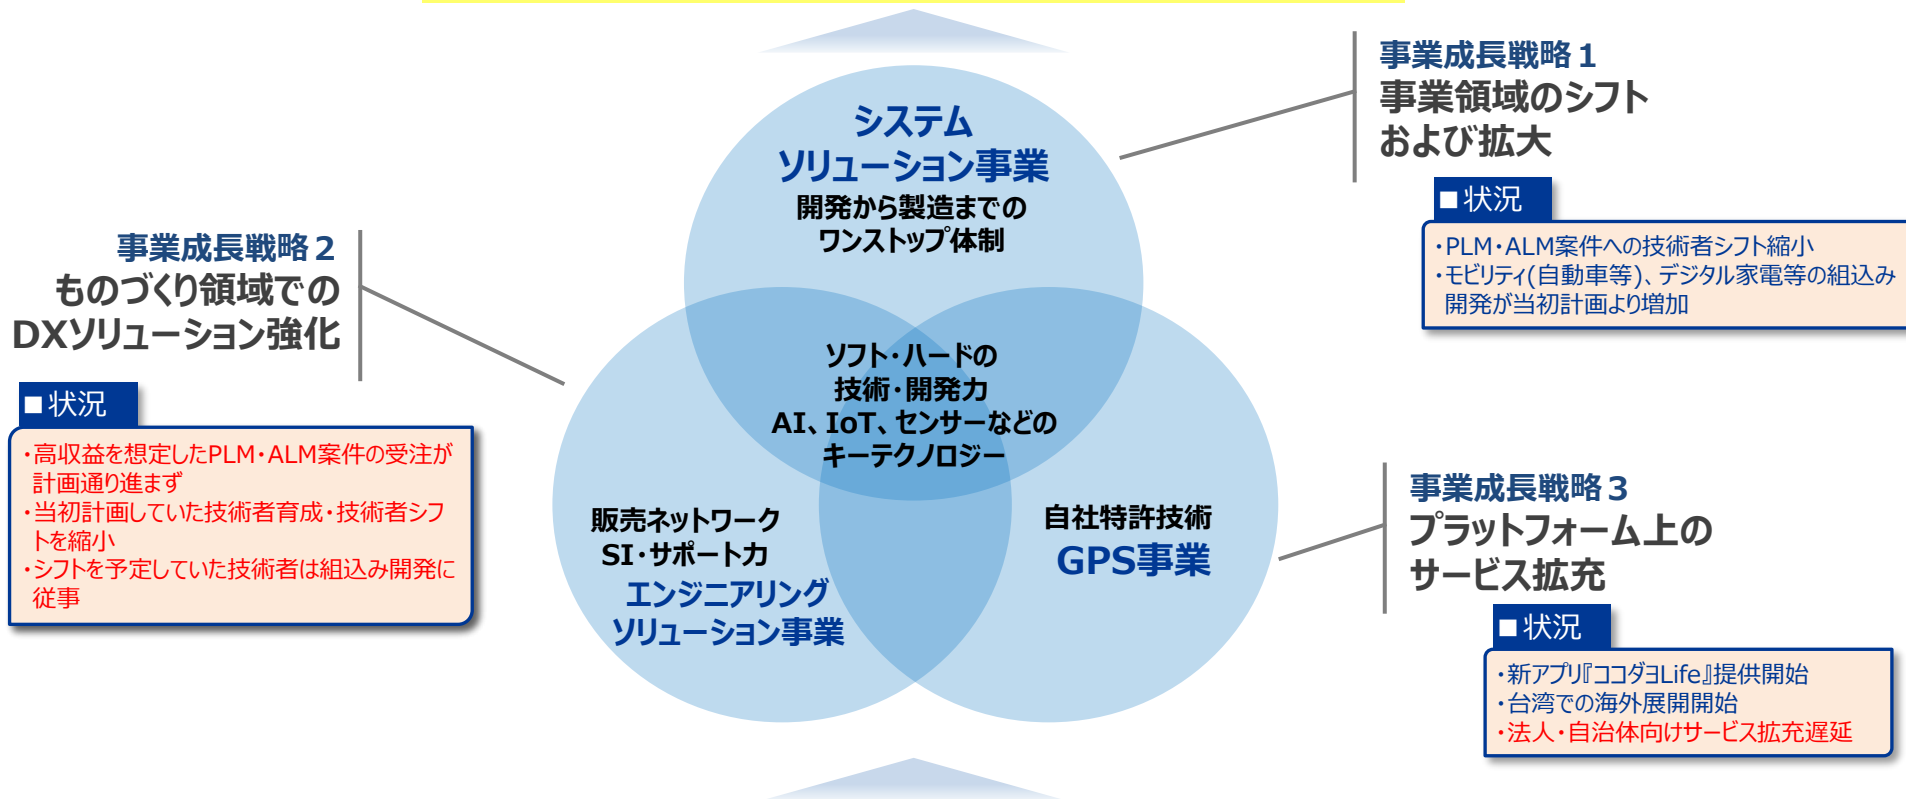 事業成長戦略1
事業領域のシフト
および拡大
■状況
・PLM・ALM案件への技術者シフト縮小
・モビリティ(自動車等)、デジタル家電等の組込み
開発が当初計画より増加
システム
ソリューション事業
開発から製造までの
ワンストップ体制
事業成長戦略2
ものづくり領域での
DXソリューション強化
■状況
・高収益を想定したPLM・ALM案件の受注が
計画通り進まず
・当初計画していた技術者育成・技術者シフ
トを縮小
・シフトを予定していた技術者は組込み開発に
従事
ソフト・ハードの
技術・開発力
AI、IoT、センサーなどの
キーテクノロジー
販売ネットワーク
SI・サポート力
エンジニアリング
ソリューション事業
自社特許技術
GPS事業
事業成長戦略3
プラットフォーム上の
サービス拡充
■状況
・新アプリ『ココダヨLife』提供開始
・台湾での海外展開開始
・法人・自治体向けサービス拡充遅延